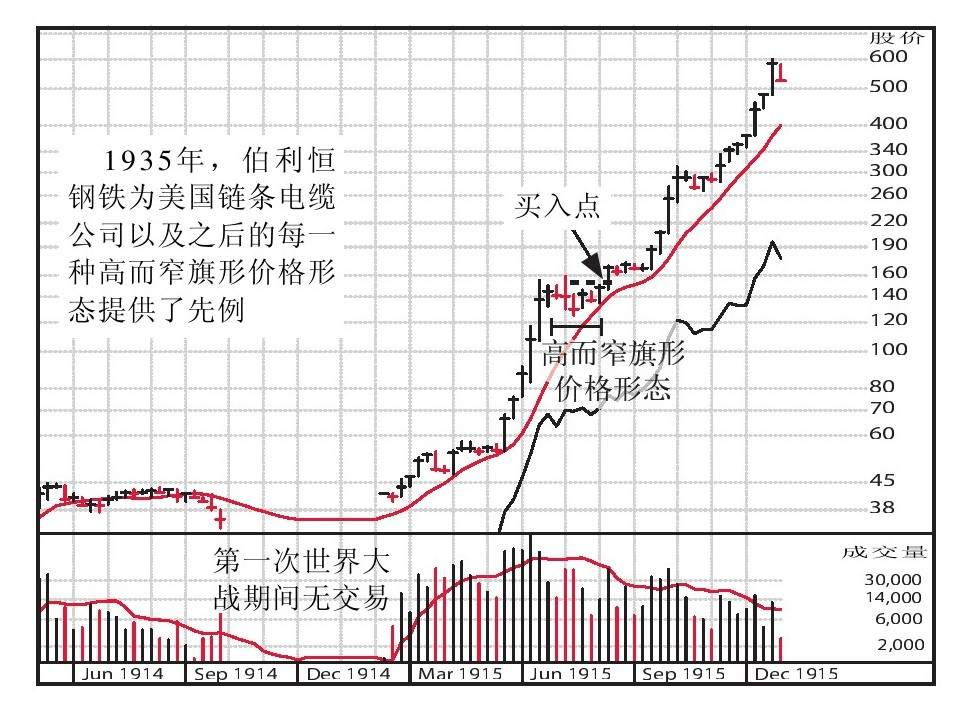 股价
600
500
400
340
300
260
220
190
160
140
120
100
80
70
60
45
38
1935年，伯利恒
钢铁为美国链条电缆
公司以及之后的每一
种高而窄旗形价格形
态提供了先例
买入点
高而窄旗形
价格形态
第一次世界大
战期间无交易
成交量
30,000
14,000
6,000
2,000
Jun 1914 Sep 1914 Dec 1914 Mar 1915 Jun 1915 Sep 1915 Dec 1915